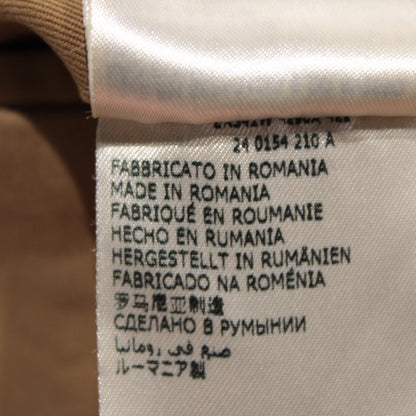 24 0154 210 A
FABBRICATO IN ROMANIA
MADE IN ROMANIA
FABRIQUÉ EN ROUMANIE
HECHO EN RUMANIA
HERGESTELLT IN RUMÄNIEN
FABRICADO NA ROMÉNIA
罗马尼亚制造
СДЕЛАНО В РУМЫНИИ
صنع في رومانيا
ルーマニア製